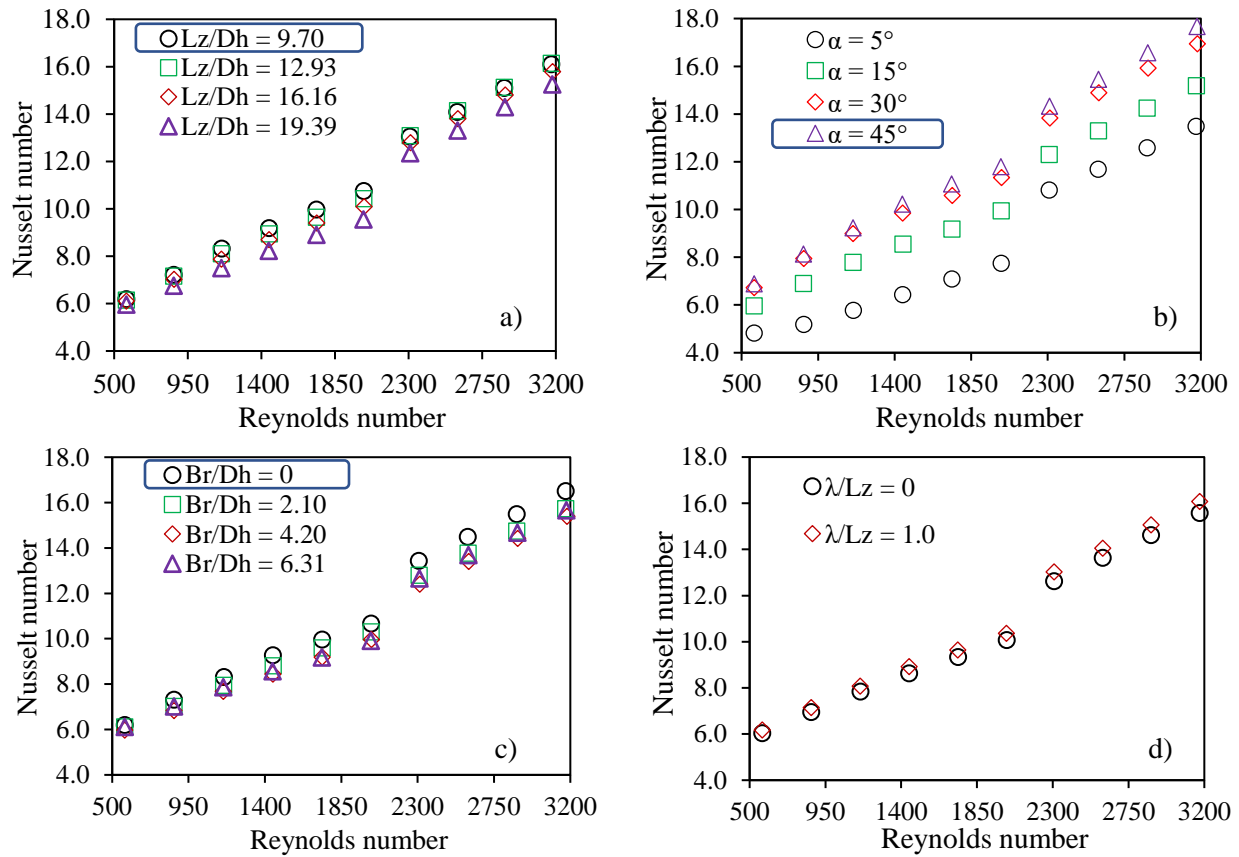 18.0
16.0
14.0
12.0
10.0
8.0
6.0
4.0
Nusselt number
Lz/Dh = 9.70
Lz/Dh = 12.93
Lz/Dh = 16.16
Lz/Dh = 19.39
a)
500 950 1400 1850 2300 2750 3200
Reynolds number
18.0
16.0
14.0
12.0
10.0
8.0
6.0
4.0
Nusselt number
α = 5°
α = 15°
α = 30°
α = 45°
b)
500 950 1400 1850 2300 2750 3200
Reynolds number
18.0
16.0
14.0
12.0
10.0
8.0
6.0
4.0
Nusselt number
Br/Dh = 0
Br/Dh = 2.10
Br/Dh = 4.20
Br/Dh = 6.31
c)
500 950 1400 1850 2300 2750 3200
Reynolds number
18.0
16.0
14.0
12.0
10.0
8.0
6.0
4.0
Nusselt number
λ/Lz = 0
λ/Lz = 1.0
d)
500 950 1400 1850 2300 2750 3200
Reynolds number